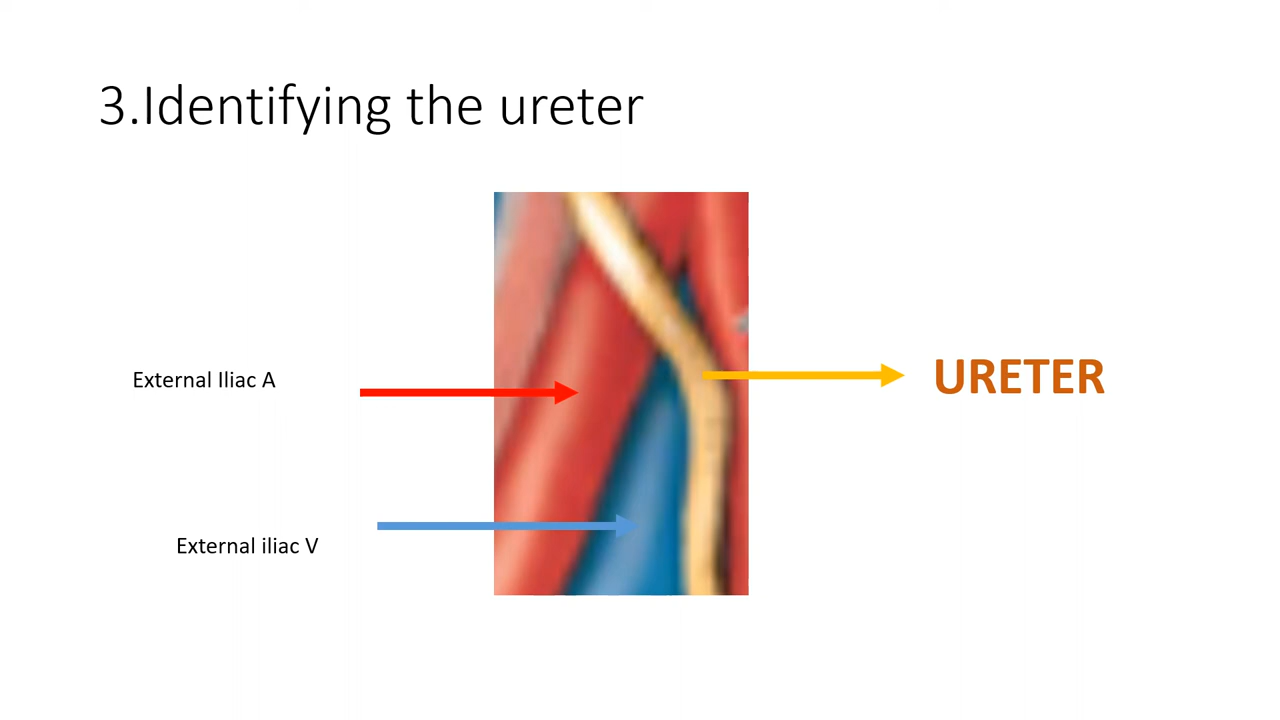 3.Identifying the ureter
External Iliac A
URETER
External iliac V